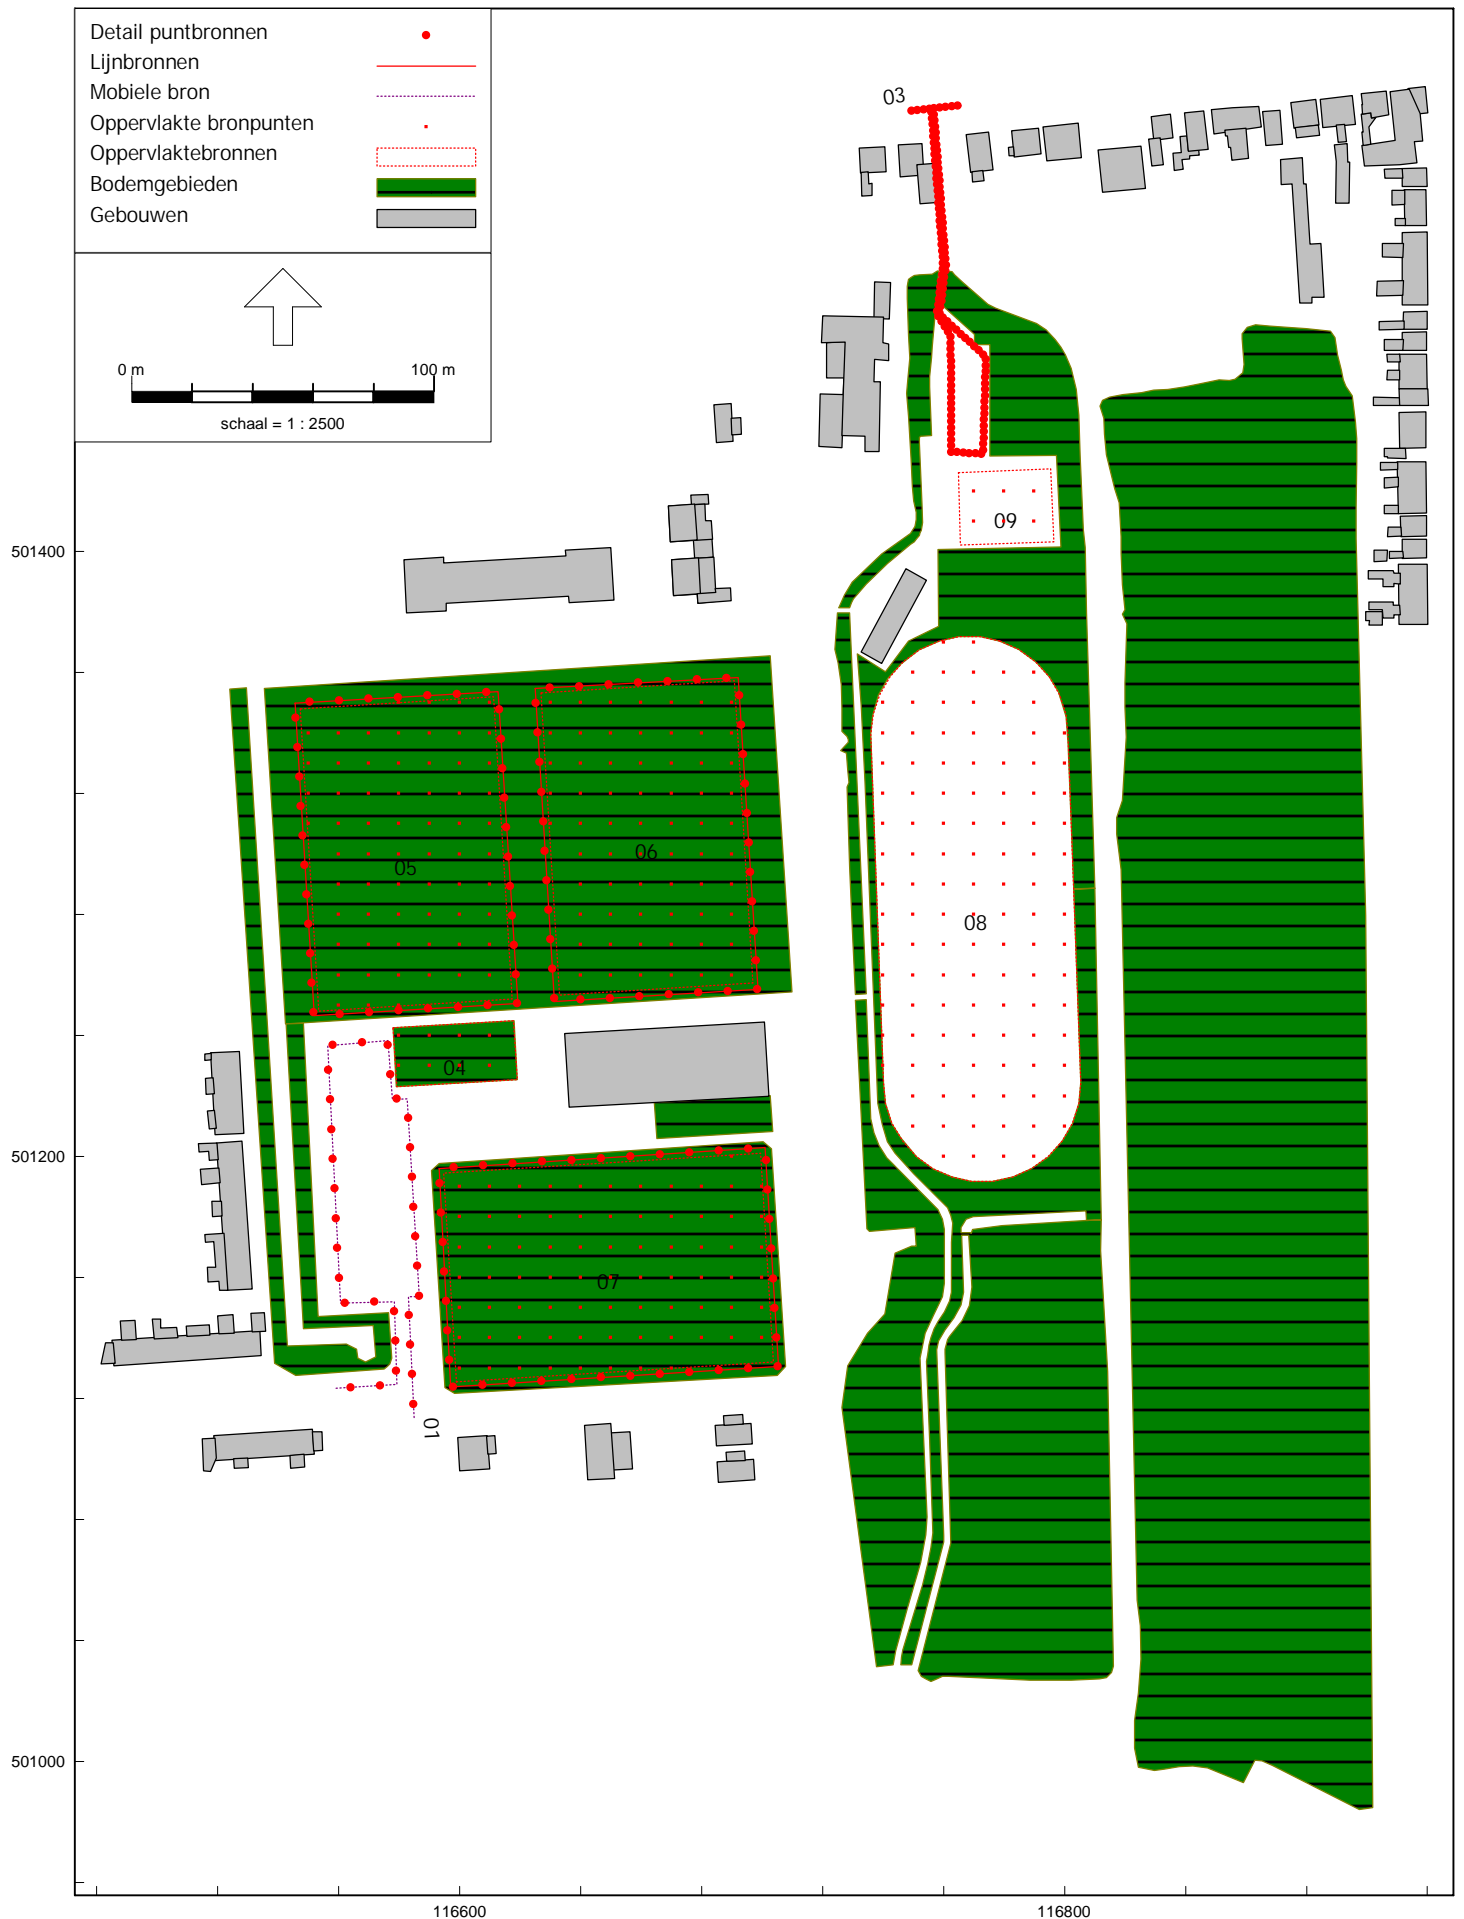 Detail puntbronnen
Lijnbronnen
Mobiele bron
Oppervlakte bronpunten
Oppervlaktebronnen
Bodemgebieden
Gebouwen
0 m 100 m
schaal = 1 : 2500
03
09
501400
06
05
08
04
501200
07
01
501000
116600 116800